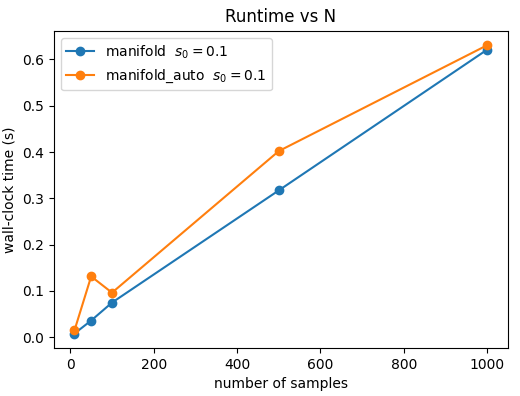 Runtime vs N
manifold s₀ = 0.1
manifold_auto s₀ = 0.1
wall-clock time (s)
0.6
0.5
0.4
0.3
0.2
0.1
0.0
0 200 400 600 800 1000
number of samples